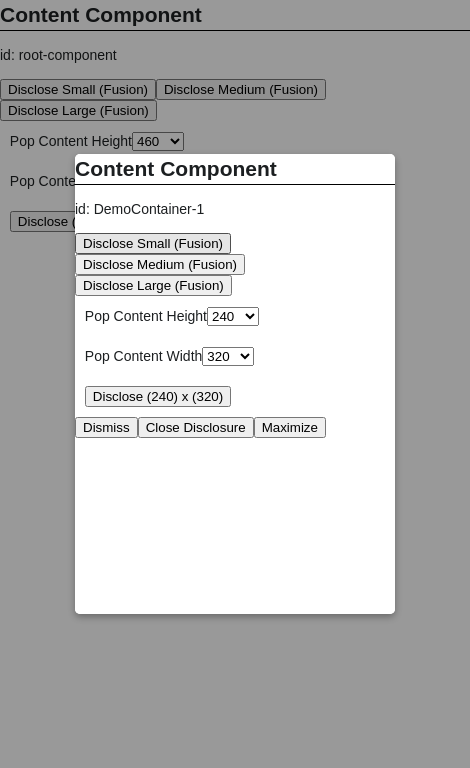 Content Component
id: root-component
Disclose Small (Fusion) Disclose Medium (Fusion)
Disclose Large (Fusion)
Pop Content Height 460
Pop Conte
Disclose (
Content Component
id: DemoContainer-1
Disclose Small (Fusion)
Disclose Medium (Fusion)
Disclose Large (Fusion)
Pop Content Height 240
Pop Content Width 320
Disclose (240) x (320)
Dismiss Close Disclosure Maximize